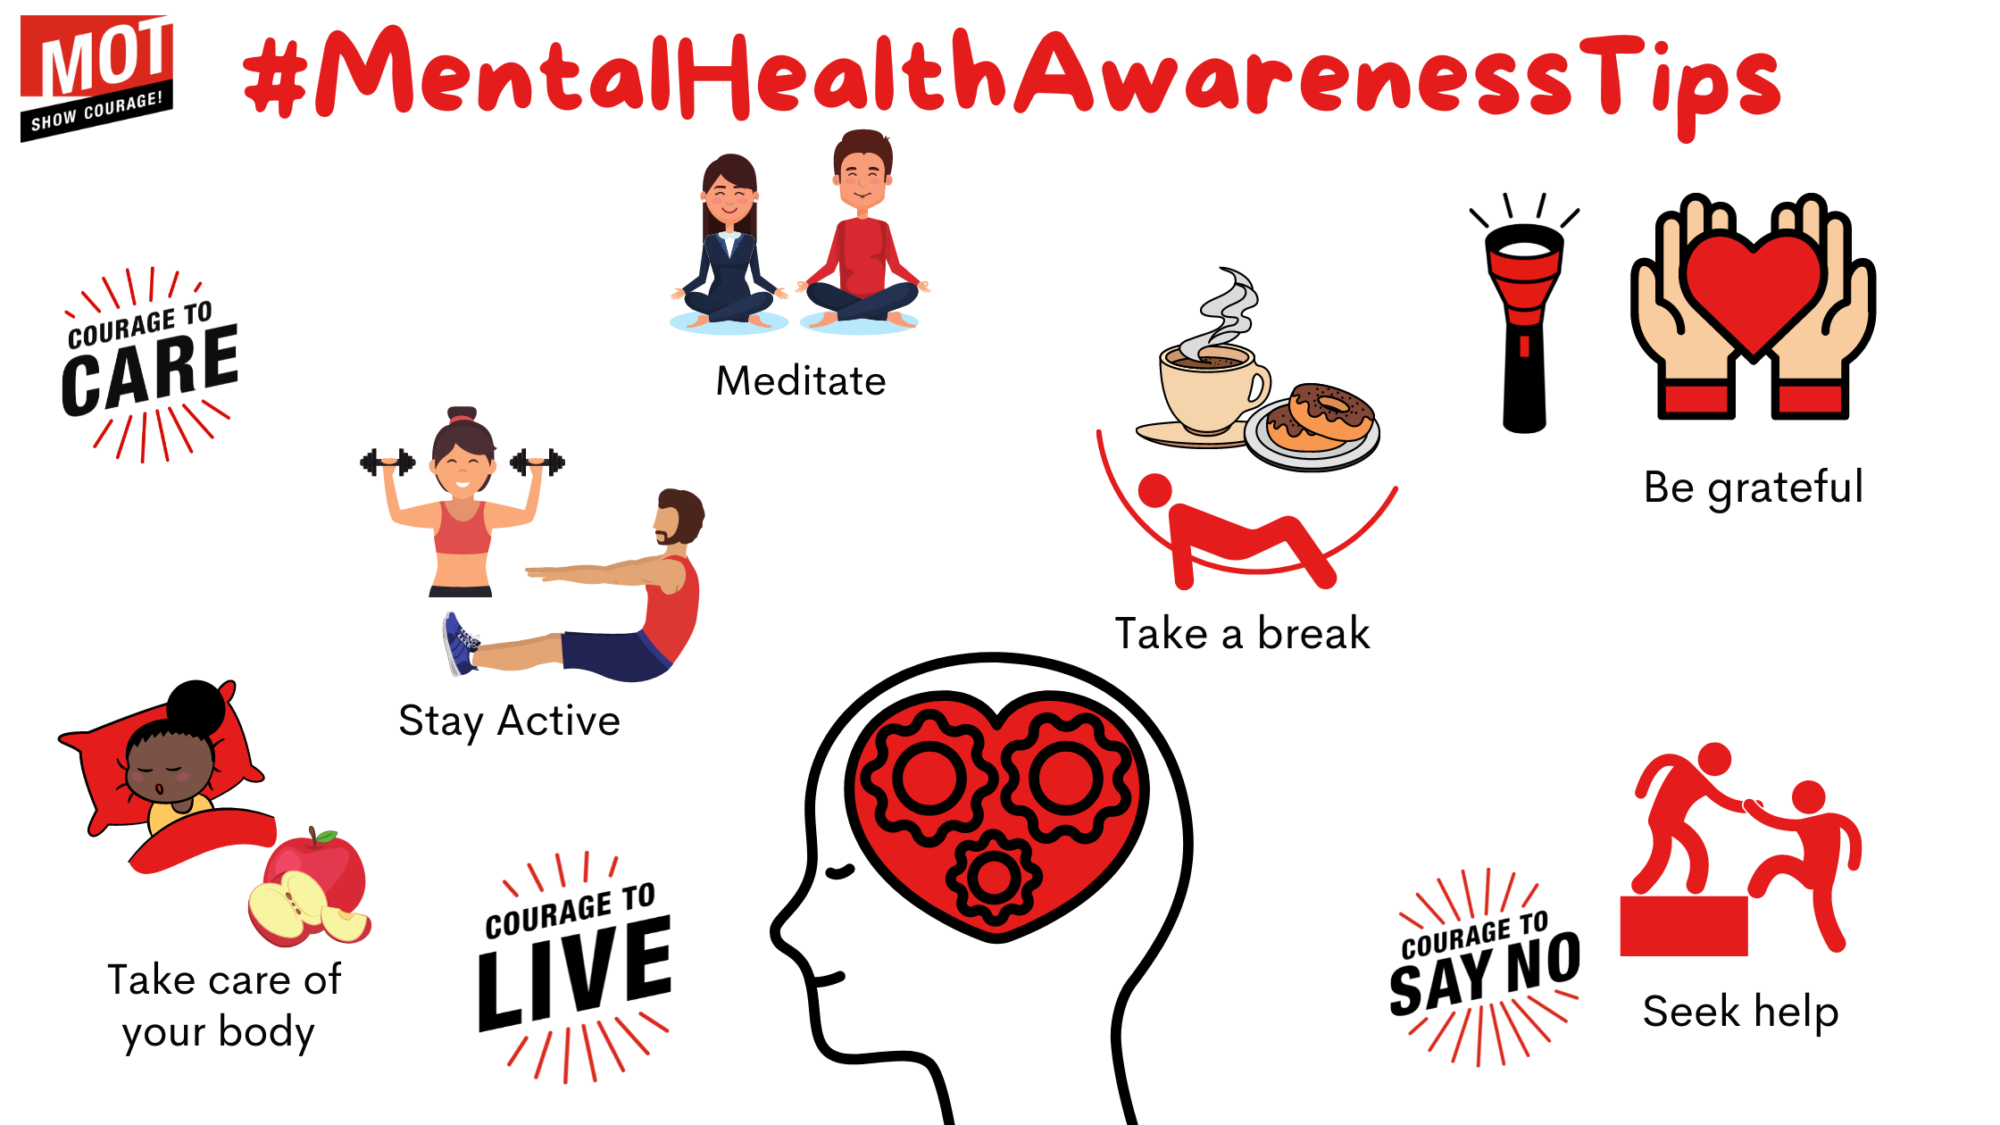 MOT
SHOW COURAGE!
#MentalHealthAwarenessTips
COURAGE TO
CARE
Meditate
Be grateful
Take a break
Stay Active
Take care of
your body
COURAGE TO
LIVE
COURAGE TO
SAY NO
Seek help